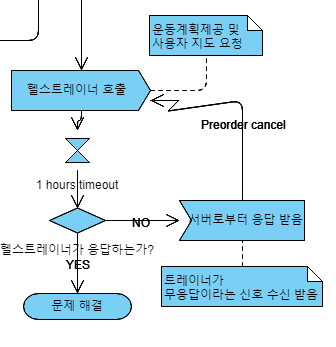 운동계획제공 및
사용자 지도 요청
헬스트레이너 호출
Preorder cancel
1 hours timeout
NO
서버로부터 응답 받음
헬스트레이너가 응답하는가?
YES
트레이너가
무응답이라는 신호 수신 받음
문제 해결